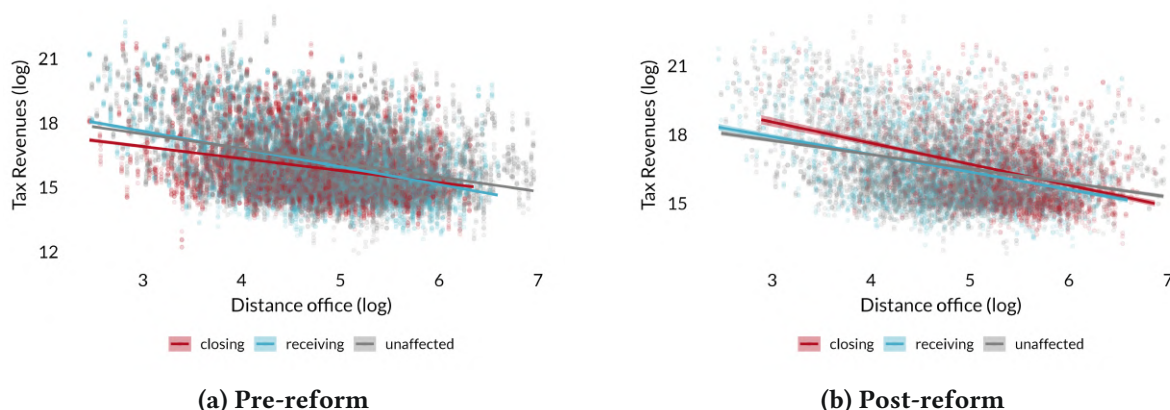 Tax Revenues (log)
21
18
15
12
3 4 5 6 7
Distance office (log)
closing receiving unaffected
(a) Pre-reform
Tax Revenues (log)
21
18
15
3 4 5 6 7
Distance office (log)
closing receiving unaffected
(b) Post-reform